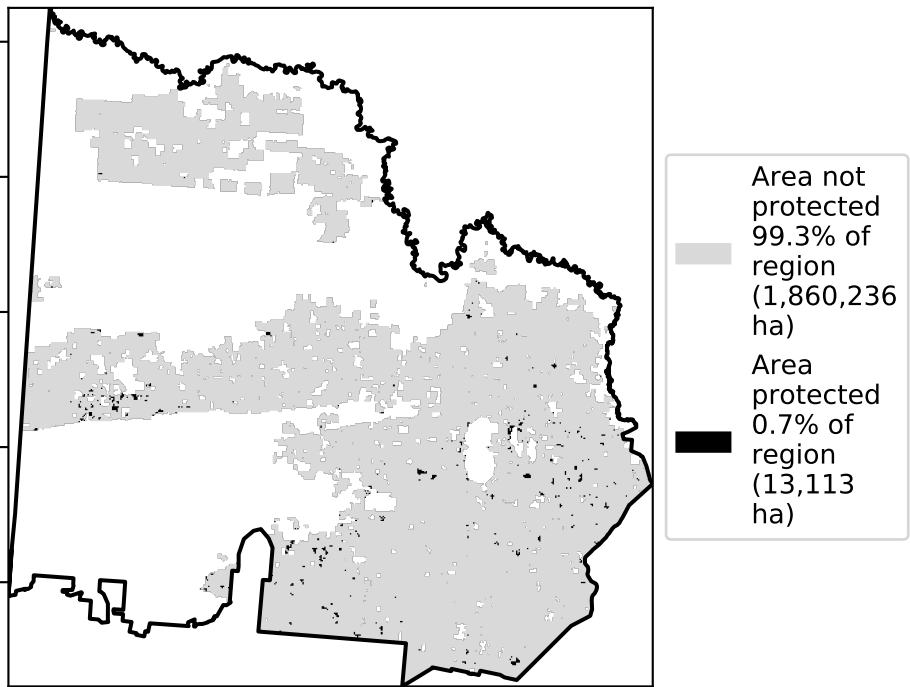 Area not
protected
99.3% of
region
(1,860,236
ha)
Area
protected
0.7% of
region
(13,113
ha)